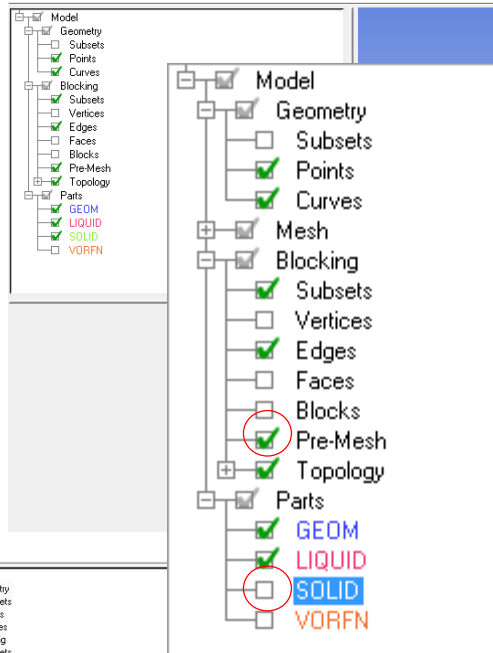 Model
Geometry
Subsets
Points
Curves
Blocking
Subsets
Vertices
Edges
Faces
Blocks
Pre-Mesh
Topology
Parts
GEOM
LIQUID
SOLID
VORFN
Model
Geometry
Subsets
Points
Curves
Mesh
Blocking
Subsets
Vertices
Edges
Faces
Blocks
Pre-Mesh
Topology
Parts
GEOM
LIQUID
SOLID
VORFN